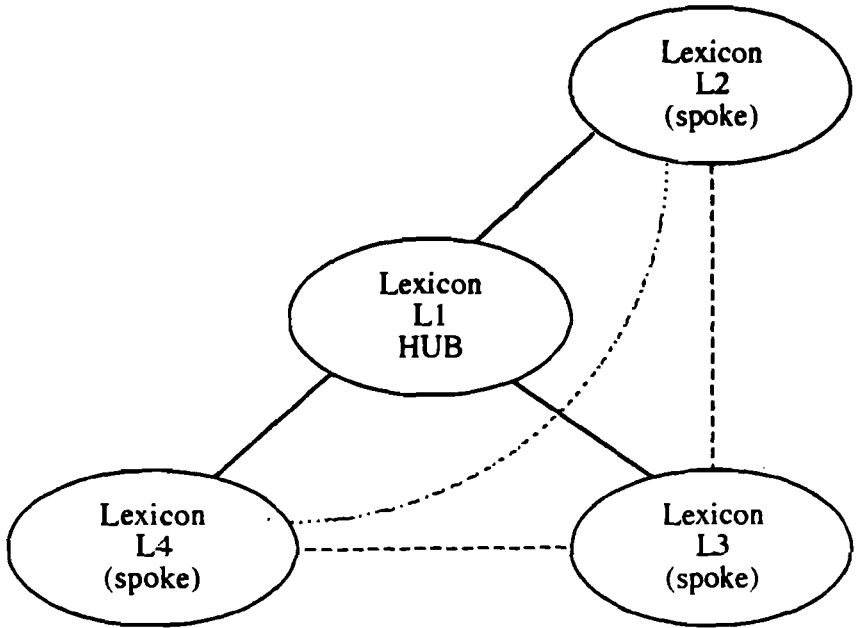 Lexicon
L2
(spoke)
Lexicon
L1
HUB
Lexicon
L4
(spoke)
Lexicon
L3
(spoke)